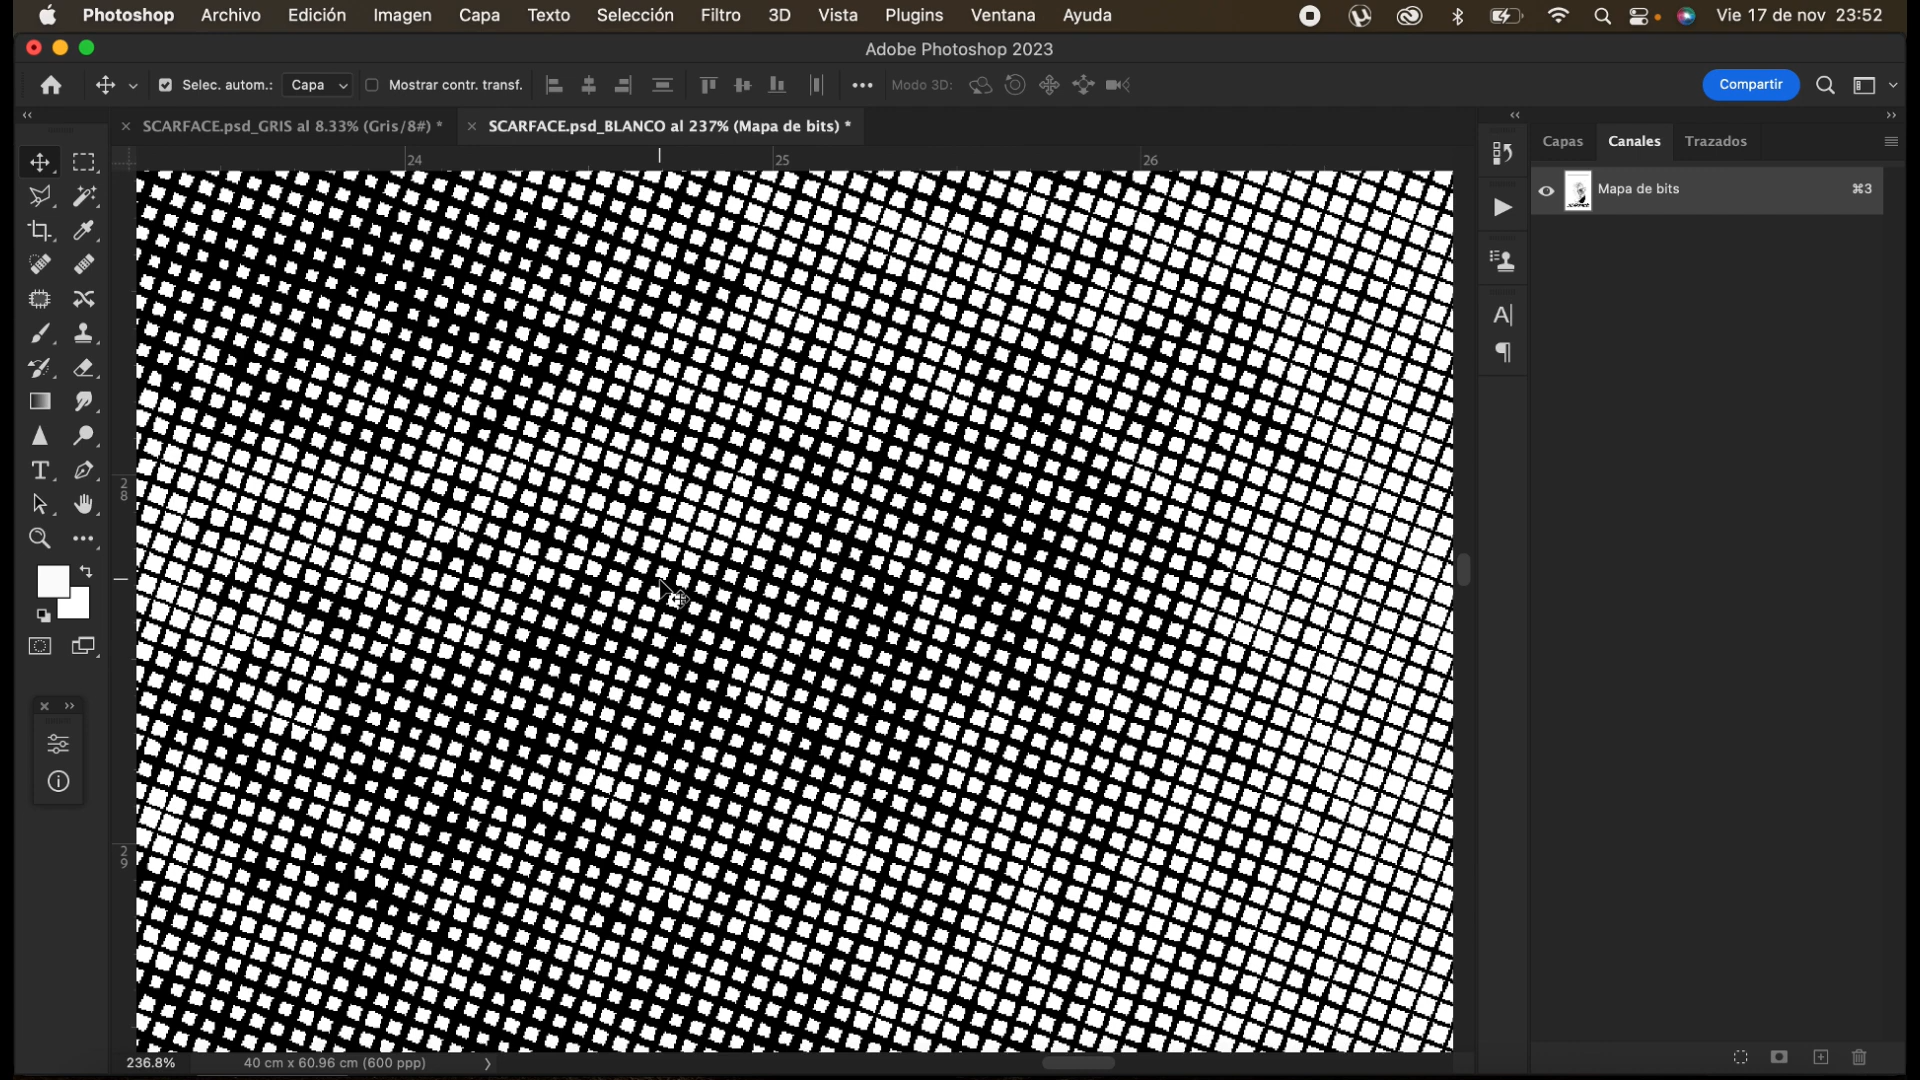 Photoshop Archivo Edición Imagen Capa Texto Selección Filtro 3D Vista Plugins Ventana Ayuda Vie 17 de nov 23:52
Adobe Photoshop 2023
Selec. autom.: Capa Mostrar contr. transf. ••• Modo 3D: Compartir
× SCARFACE.psd_GRIS al 8.33% (Gris/8#) * × SCARFACE.psd_BLANCO al 237% (Mapa de bits) *
Capas Canales Trazados
24 25 26
Mapa de bits ⌘3
28
29
236.8% 40 cm x 60.96 cm (600 ppp)